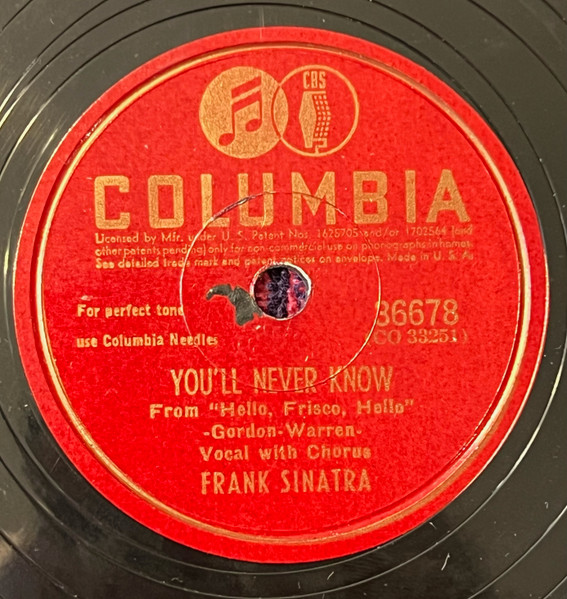 CBS
COLUMBIA
Licensed by Mfr. under U. S. Patent Nos. 1625705 and/or 1702564 (and
other patents pending) only for non-commercial use on phonographs in homes.
See detailed trade mark and patent notices on envelope. Made in U. S. A.
For perfect tone
use Columbia Needles
36678
(CO 33251)
YOU'LL NEVER KNOW
From "Hello, Frisco, Hello"
-Gordon-Warren-
Vocal with Chorus
FRANK SINATRA